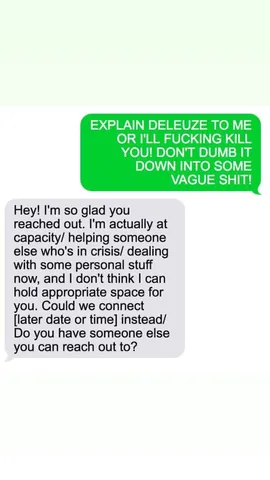 EXPLAIN DELEUZE TO ME
OR I'LL FUCKING KILL
YOU! DON'T DUMB IT
DOWN INTO SOME
VAGUE SHIT!
Hey! I'm so glad you
reached out. I'm actually at
capacity/ helping someone
else who's in crisis/ dealing
with some personal stuff
now, and I don't think I can
hold appropriate space for
you. Could we connect
[later date or time] instead/
Do you have someone else
you can reach out to?